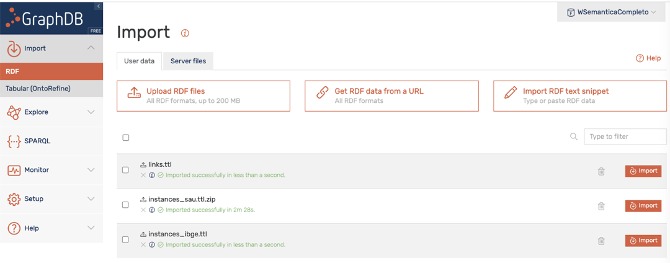 GraphDB
FREE
WSemanticaCompleto
Import
Import
RDF
Tabular (OntoRefine)
Explore
SPARQL
Monitor
Setup
Help
User data
Server files
Help
Upload RDF files
All RDF formats, up to 200 MB
Get RDF data from a URL
All RDF formats
Import RDF text snippet
Type or paste RDF data
Type to filter
links.ttl
Imported successfully in less than a second.
Import
instances_sau.ttl.zip
Imported successfully in 2m 28s.
Import
instances_ibge.ttl
Imported successfully in less than a second.
Import